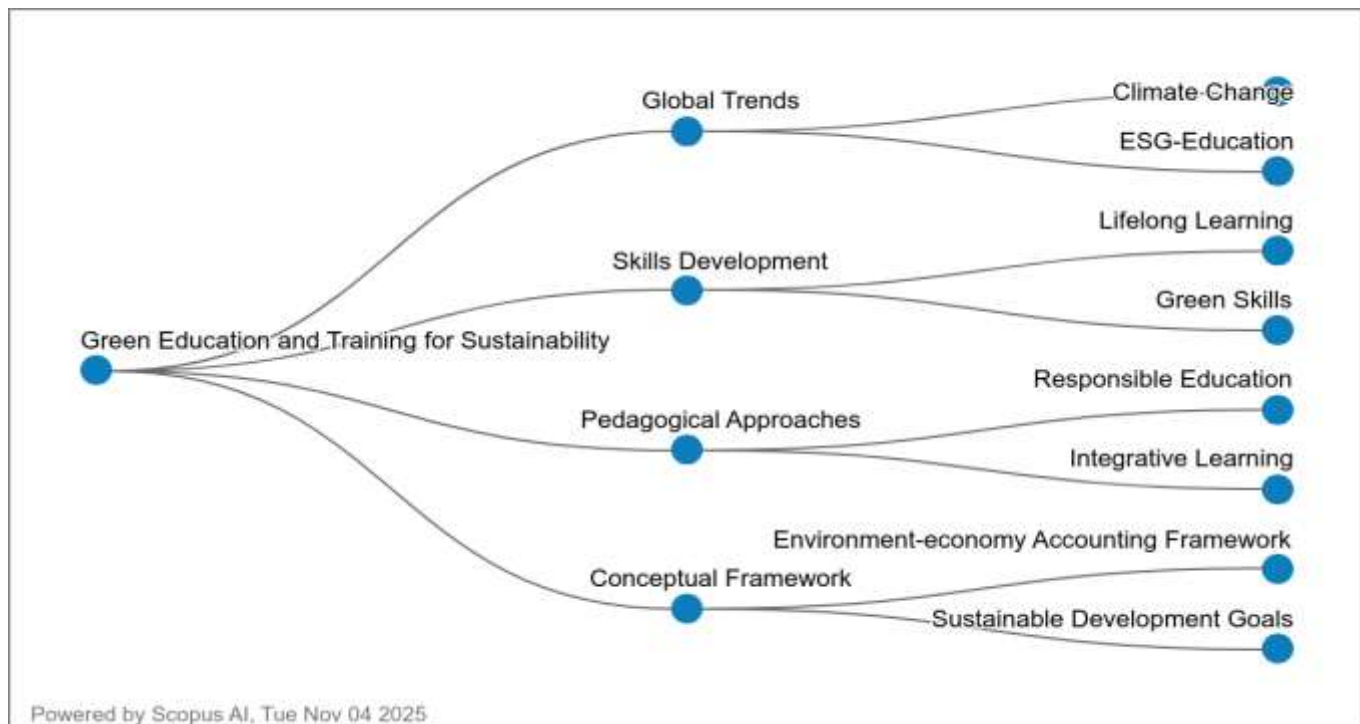 Global Trends
Climate Change
ESG-Education
Lifelong Learning
Skills Development
Green Skills
Green Education and Training for Sustainability
Responsible Education
Pedagogical Approaches
Integrative Learning
Environment-economy Accounting Framework
Conceptual Framework
Sustainable Development Goals
Powered by Scopus AI, Tue Nov 04 2025